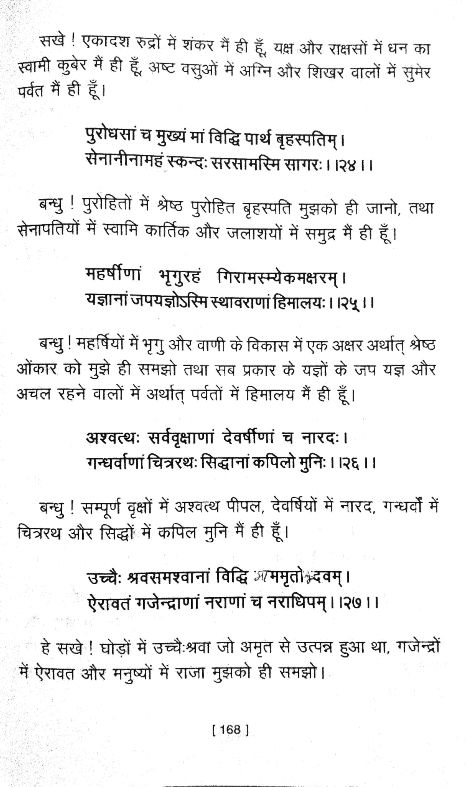 सखे ! एकादश रुद्रों में शंकर मैं ही हूँ, यक्ष और राक्षसों में धन का
स्वामी कुबेर मैं ही हूँ, अष्ट वसुओं में अग्नि और शिखर वालों में सुमेर
पर्वत मैं ही हूँ।
पुरोधसां च मुख्यं मां विद्धि पार्थ बृहस्पतिम्।
सेनानीनामहं स्कन्दः सरसामस्मि सागरः।।२४।।
बन्धु ! पुरोहितों में श्रेष्ठ पुरोहित बृहस्पति मुझको ही जानो, तथा
सेनापतियों में स्वामि कार्तिक और जलाशयों में समुद्र मैं ही हूँ।
महर्षीणां भृगुरहं गिरामस्म्येकमक्षरम्।
यज्ञानां जपयज्ञोऽस्मि स्थावराणां हिमालयः।।२५।।
बन्धु ! महर्षियों में भृगु और वाणी के विकास में एक अक्षर अर्थात् श्रेष्ठ
ओंकार को मुझे ही समझो तथा सब प्रकार के यज्ञों के जप यज्ञ और
अचल रहने वालों में अर्थात् पर्वतों में हिमालय मैं ही हूँ।
अश्वत्थः सर्ववृक्षाणां देवर्षीणां च नारदः।
गन्धर्वाणां चित्ररथः सिद्धानां कपिलो मुनिः।।२६।।
बन्धु ! सम्पूर्ण वृक्षों में अश्वत्थ पीपल, देवर्षियों में नारद, गन्धर्वों में
चित्ररथ और सिद्धों में कपिल मुनि मैं ही हूँ।
उच्चैः श्रवसमश्वानां विद्धि
ऐरावतं गजेन्द्राणां नराणां च नराधिपम्।।२७।।
हे सखे ! घोड़ों में उच्चैःश्रवा जो अमृत से उत्पन्न हुआ था, गजेन्द्रों
में ऐरावत और मनुष्यों में राजा मुझको ही समझो।
[ 168 ]